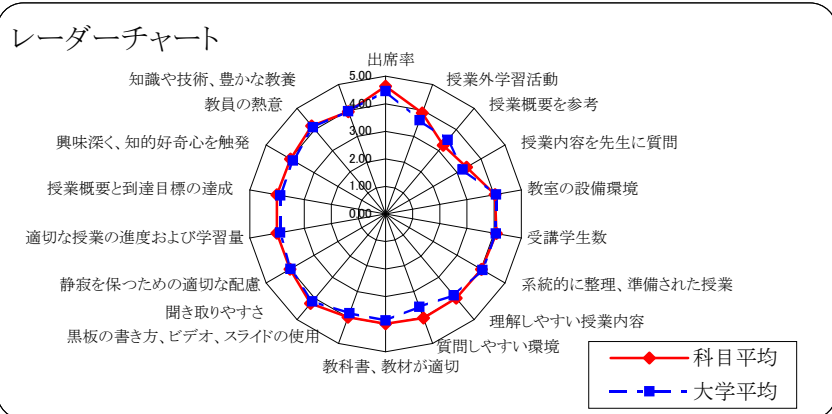 レーダーチャート
出席率
授業外学習活動
授業概要を参考
授業内容を先生に質問
教室の設備環境
受講学生数
系統的に整理、準備された授業
理解しやすい授業内容
質問しやすい環境
教科書、教材が適切
黒板の書き方、ビデオ、スライドの使用
聞き取りやすさ
静寂を保つための適切な配慮
適切な授業の進度および学習量
授業概要と到達目標の達成
興味深く、知的好奇心を触発
教員の熱意
知識や技術、豊かな教養
5.00
4.00
3.00
2.00
1.00
0.00
科目平均
大学平均